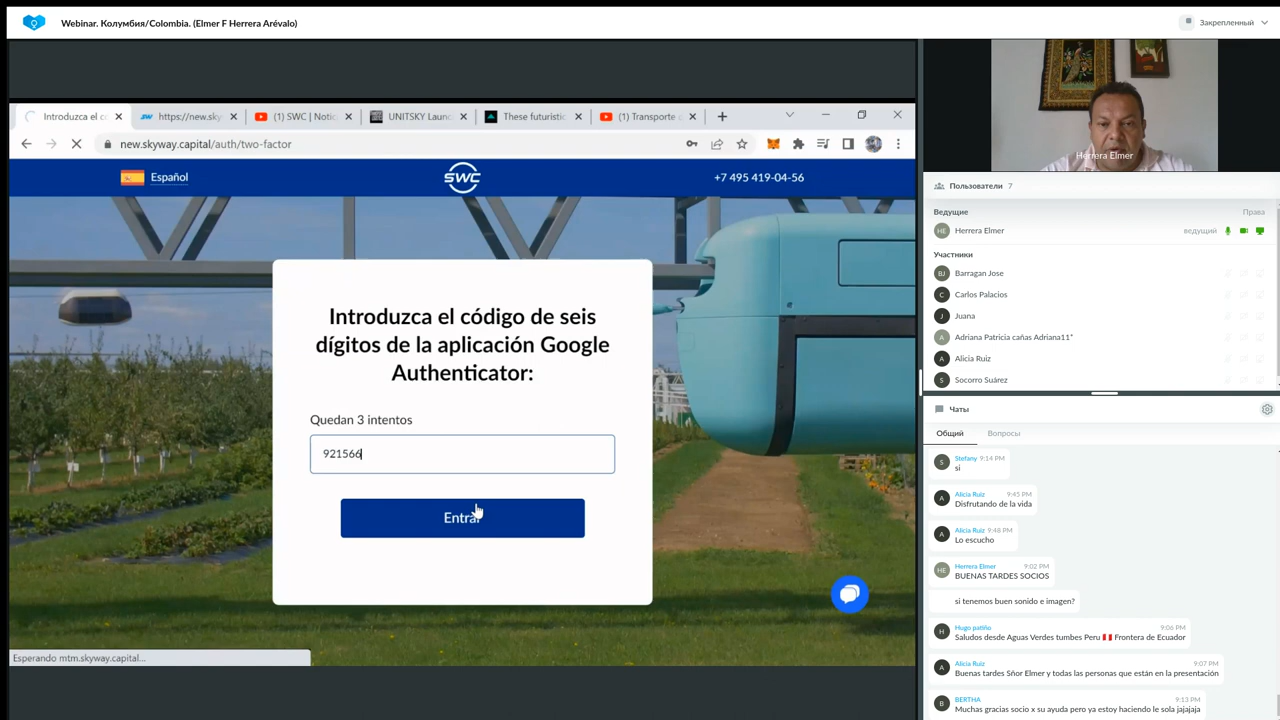 Webinar. Колумбия/Colombia. (Elmer F Herrera Arévalo)
Закрепленный
Introduzca el c
https://new.sky
(1) SWC | Notic
UNITSKY Laun
These futuristic
(1) Transporte
new.skyway.capital/auth/two-factor
Español
SWC
+7 495 419-04-56
Introduzca el código de seis
dígitos de la aplicación Google
Authenticator:
Quedan 3 intentos
921566
Entrar
Esperando mtm.skyway.capital...
Herrera Elmer
Пользователи 7
Ведущие
Права
HE
Herrera Elmer
ведущий
Участники
BJ
Barragan Jose
C
Carlos Palacios
J
Juana
A
Adriana Patricia cañas Adriana11*
A
Alicia Ruiz
S
Socorro Suárez
Чаты
Общий
Вопросы
S
Stefany 9:14 PM
si
A
Alicia Ruiz 9:45 PM
Disfrutando de la vida
A
Alicia Ruiz 9:48 PM
Lo escucho
HE
Herrera Elmer 9:02 PM
BUENAS TARDES SOCIOS
si tenemos buen sonido e imagen?
H
Hugo patiño 9:06 PM
Saludos desde Aguas Verdes tumbes Peru 🇵🇪 Frontera de Ecuador
A
Alicia Ruiz 9:07 PM
Buenas tardes Sñor Elmer y todas las personas que están en la presentación
B
BERTHA 9:13 PM
Muchas gracias socio x su ayuda pero ya estoy haciendo le sola jajajaja